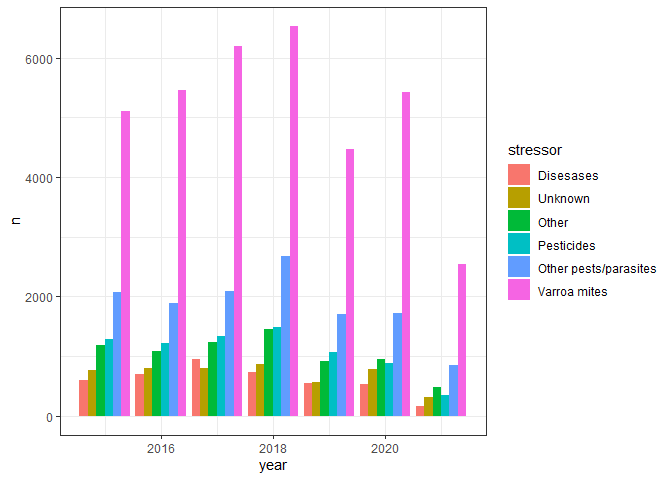 6000
4000
2000
0
n
2016
2018
2020
year
stressor
Disesases
Unknown
Other
Pesticides
Other pests/parasites
Varroa mites